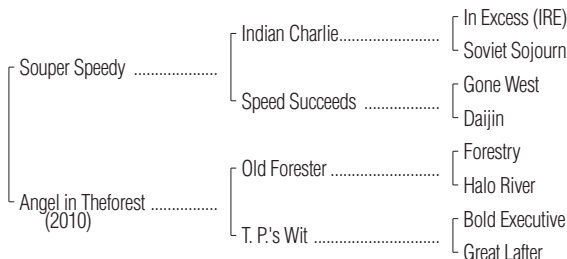 In Excess (IRE)
Indian Charlie....................
Soviet Sojourn
Souper Speedy .................
Gone West
Speed Succeeds ...............
Daijin
Forestry
Old Forester ......................
Halo River
Angel in Theforest .............
(2010)
Bold Executive
T. P.'s Wit .........................
Great Lafter